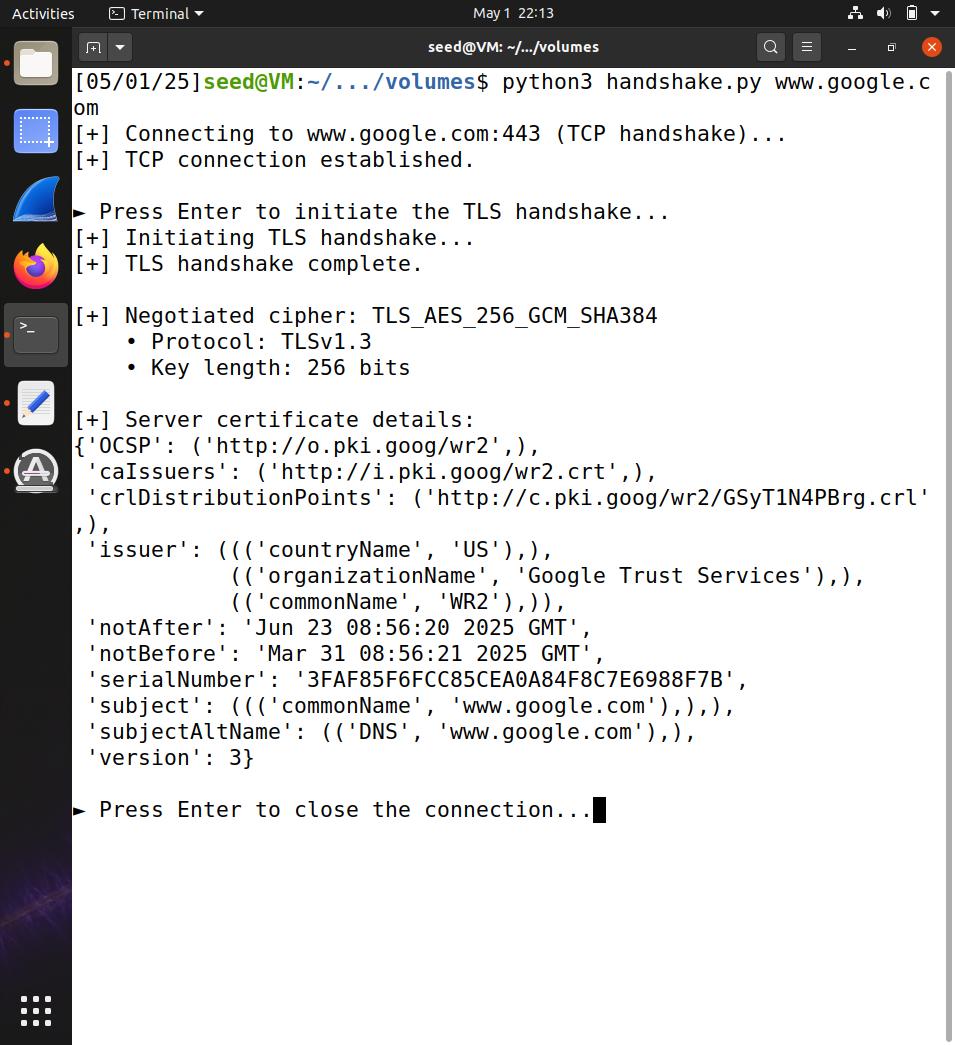 Activities Terminal May 1 22:13
seed@VM: ~/.../volumes
[05/01/25]seed@VM:~/.../volumes$ python3 handshake.py www.google.c
om
[+] Connecting to www.google.com:443 (TCP handshake)...
[+] TCP connection established.
► Press Enter to initiate the TLS handshake...
[+] Initiating TLS handshake...
[+] TLS handshake complete.
[+] Negotiated cipher: TLS_AES_256_GCM_SHA384
• Protocol: TLSv1.3
• Key length: 256 bits
[+] Server certificate details:
{'OCSP': ('http://o.pki.goog/wr2',),
'caIssuers': ('http://i.pki.goog/wr2.crt',),
'crlDistributionPoints': ('http://c.pki.goog/wr2/GSyT1N4PBrg.crl'
,),
'issuer': ((('countryName', 'US'),),
(('organizationName', 'Google Trust Services'),),
(('commonName', 'WR2'),)),
'notAfter': 'Jun 23 08:56:20 2025 GMT',
'notBefore': 'Mar 31 08:56:21 2025 GMT',
'serialNumber': '3FAF85F6FCC85CEA0A84F8C7E6988F7B',
'subject': ((('commonName', 'www.google.com'),),),
'subjectAltName': (('DNS', 'www.google.com'),),
'version': 3}
► Press Enter to close the connection...